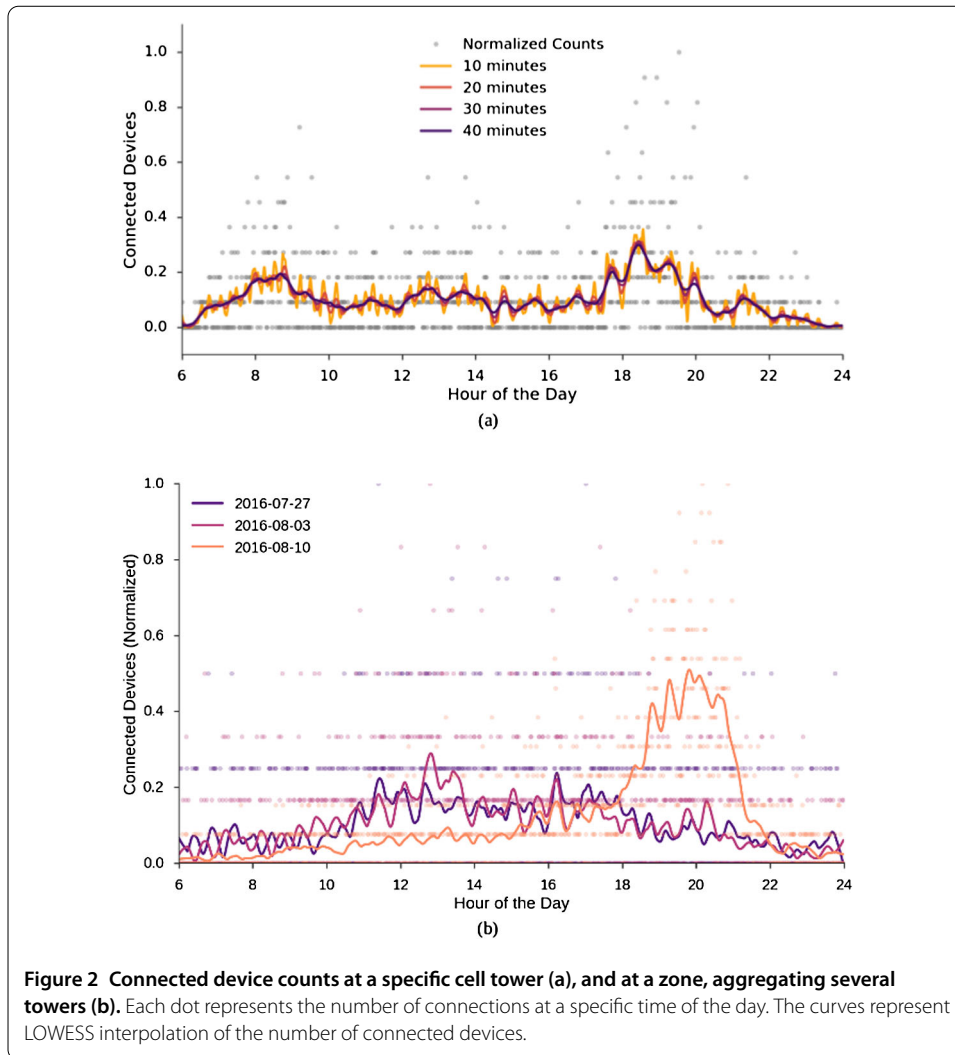 1.0
0.8
0.6
0.4
0.2
0.0
Connected Devices
Normalized Counts
10 minutes
20 minutes
30 minutes
40 minutes
6 8 10 12 14 16 18 20 22 24
Hour of the Day
(a)
1.0
0.8
0.6
0.4
0.2
0.0
Connected Devices (Normalized)
2016-07-27
2016-08-03
2016-08-10
6 8 10 12 14 16 18 20 22 24
Hour of the Day
(b)
Figure 2 Connected device counts at a specific cell tower (a), and at a zone, aggregating several
towers (b). Each dot represents the number of connections at a specific time of the day. The curves represent
LOWESS interpolation of the number of connected devices.